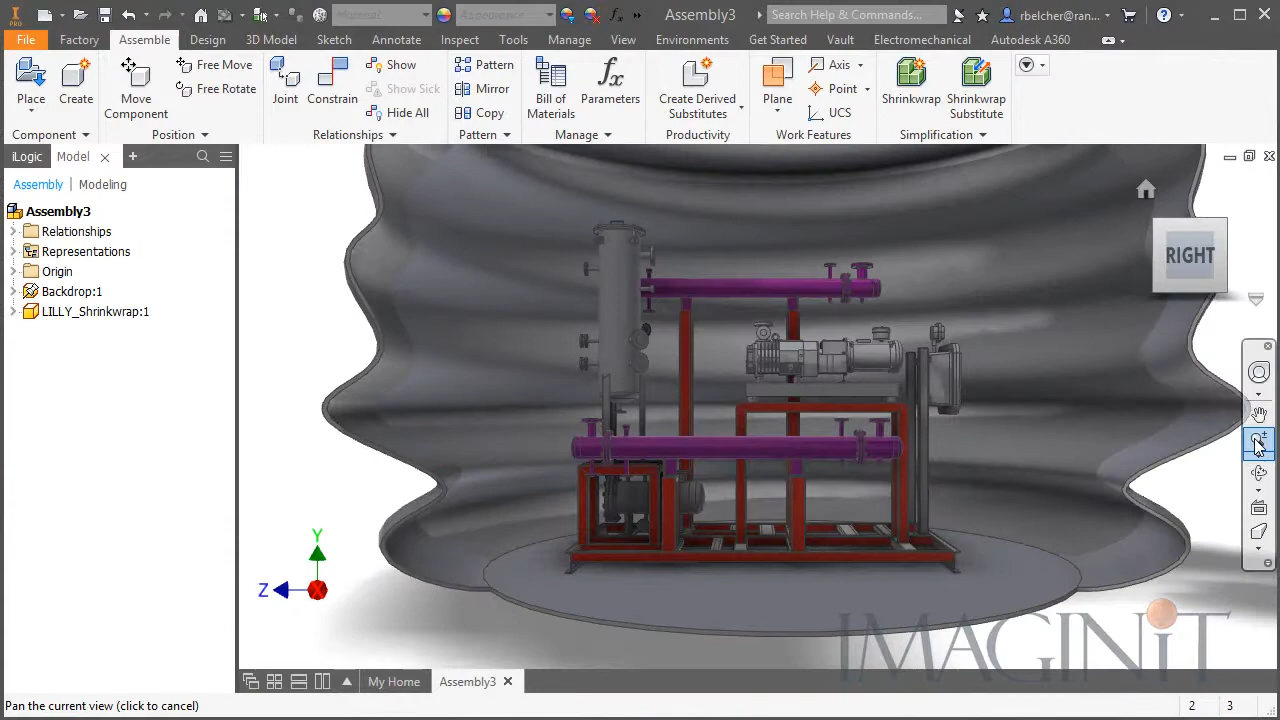 PRO
Material
Appearance
Assembly3
Search Help & Commands...
rbelcher@ran...
File
Factory
Assemble
Design
3D Model
Sketch
Annotate
Inspect
Tools
Manage
View
Environments
Get Started
Vault
Electromechanical
Autodesk A360
Place
Create
Component
Move
Component
Free Move
Free Rotate
Position
Joint
Constrain
Show
Show Sick
Hide All
Relationships
Pattern
Mirror
Copy
Pattern
Bill of
Materials
Parameters
Manage
Create Derived
Substitutes
Productivity
Plane
Axis
Point
UCS
Work Features
Shrinkwrap
Shrinkwrap
Substitute
Simplification
iLogic
Model
Assembly
Modeling
Assembly3
Relationships
Representations
Origin
Backdrop:1
LILLY_Shrinkwrap:1
RIGHT
Y
Z
X
IMAGINiT
My Home
Assembly3
Pan the current view (click to cancel)
2
3